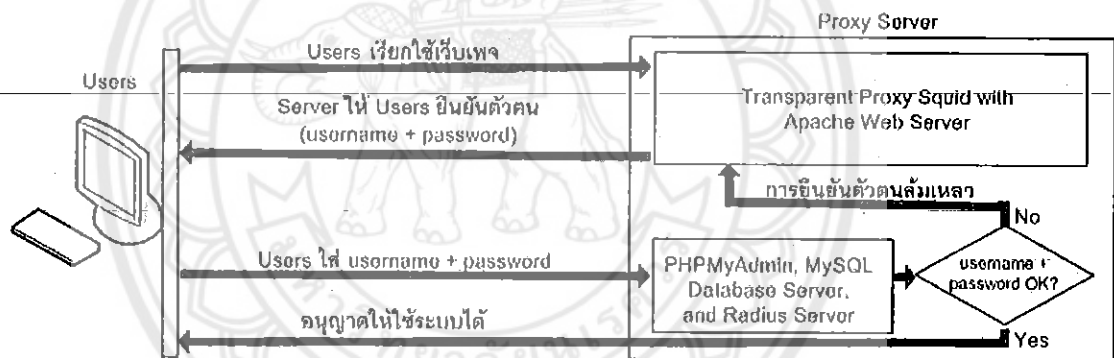 Proxy Server
Users เรียกใช้เว็บเพจ
Users
Transparent Proxy Squid with
Apache Web Server
Server ให้ Users ยืนยันตัวตน
(username + password)
การยืนยันตัวตนล้มเหลว
No
Users ใส่ username + password
PHPMyAdmin, MySQL
Database Server,
and Radius Server
username +
password OK?
อนุญาตให้ใช้ระบบได้
Yes